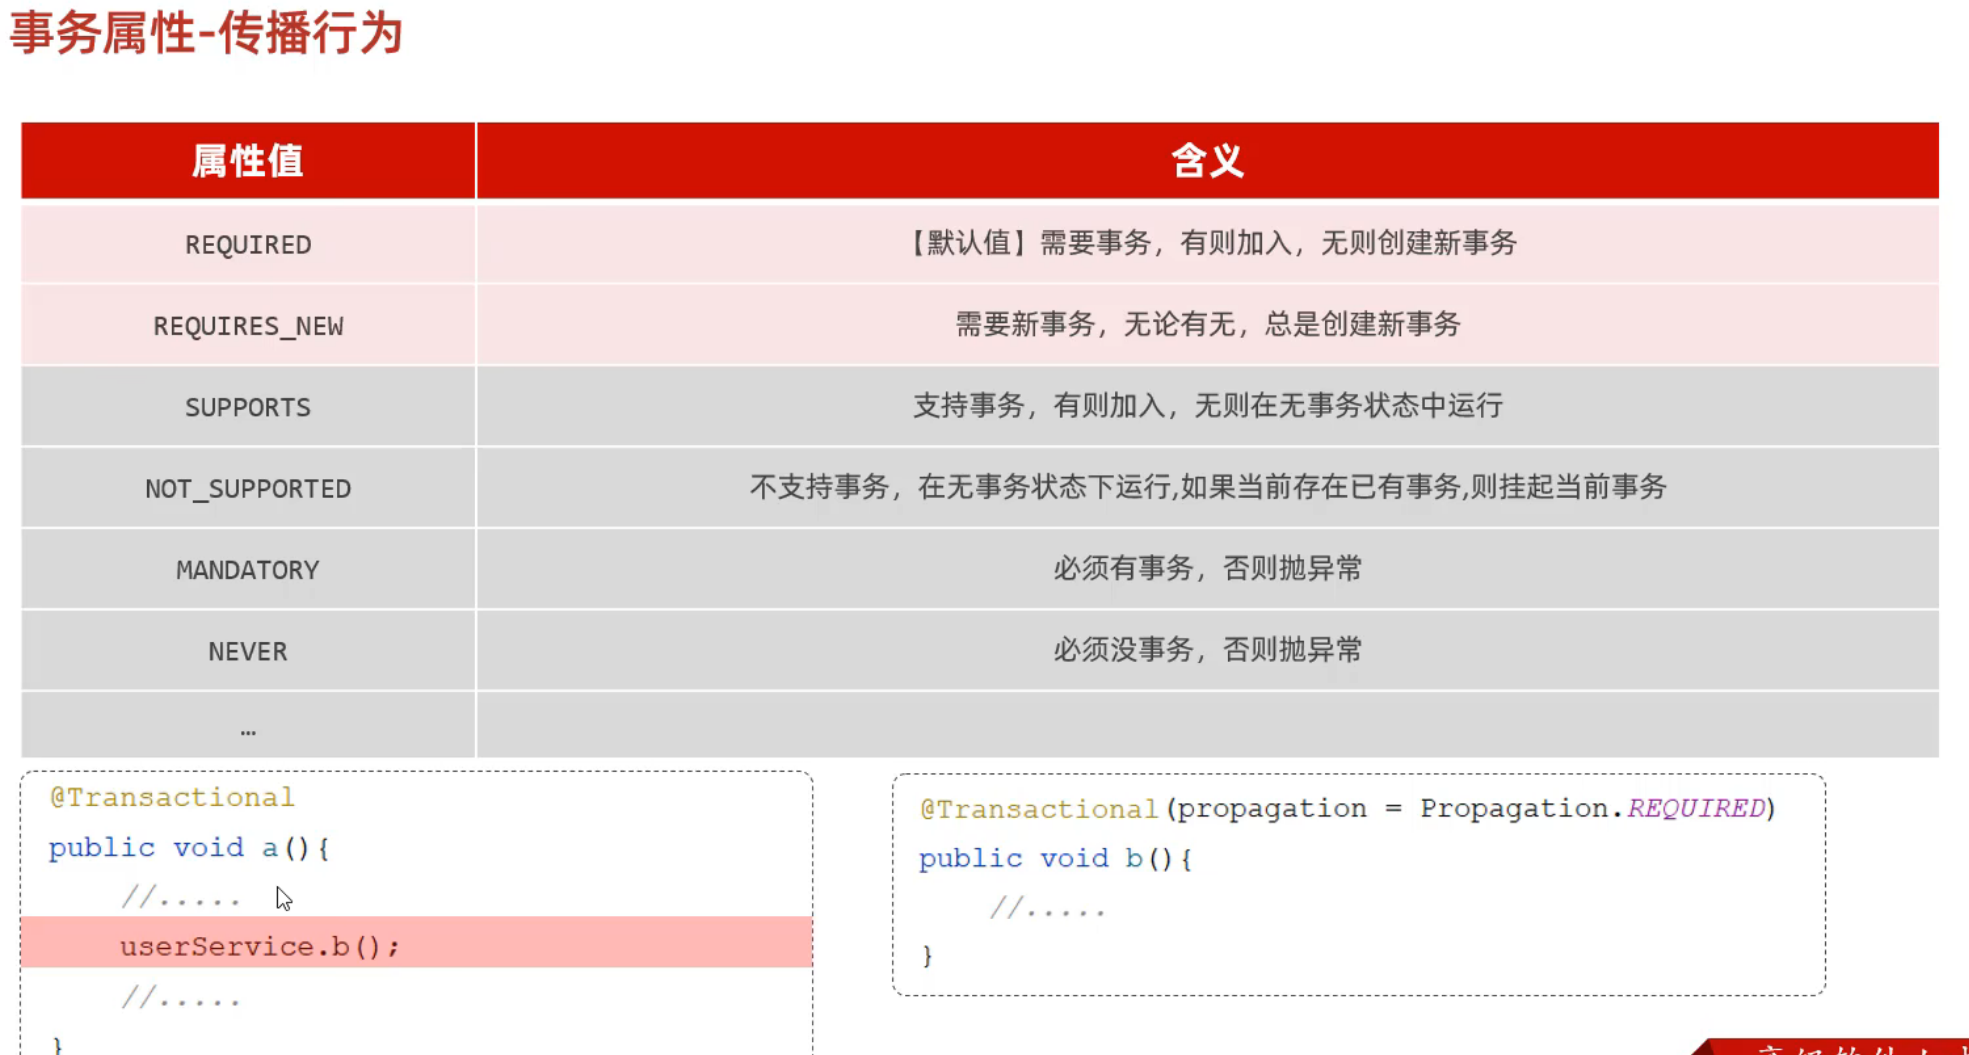 事务属性-传播行为
属性值 含义
REQUIRED 【默认值】需要事务，有则加入，无则创建新事务
REQUIRES_NEW 需要新事务，无论有无，总是创建新事务
SUPPORTS 支持事务，有则加入，无则在无事务状态中运行
NOT_SUPPORTED 不支持事务，在无事务状态下运行,如果当前存在已有事务,则挂起当前事务
MANDATORY 必须有事务，否则抛异常
NEVER 必须没事务，否则抛异常
…
@Transactional
public void a(){
//.....
userService.b();
//.....
}
@Transactional(propagation = Propagation.REQUIRED)
public void b(){
//.....
}